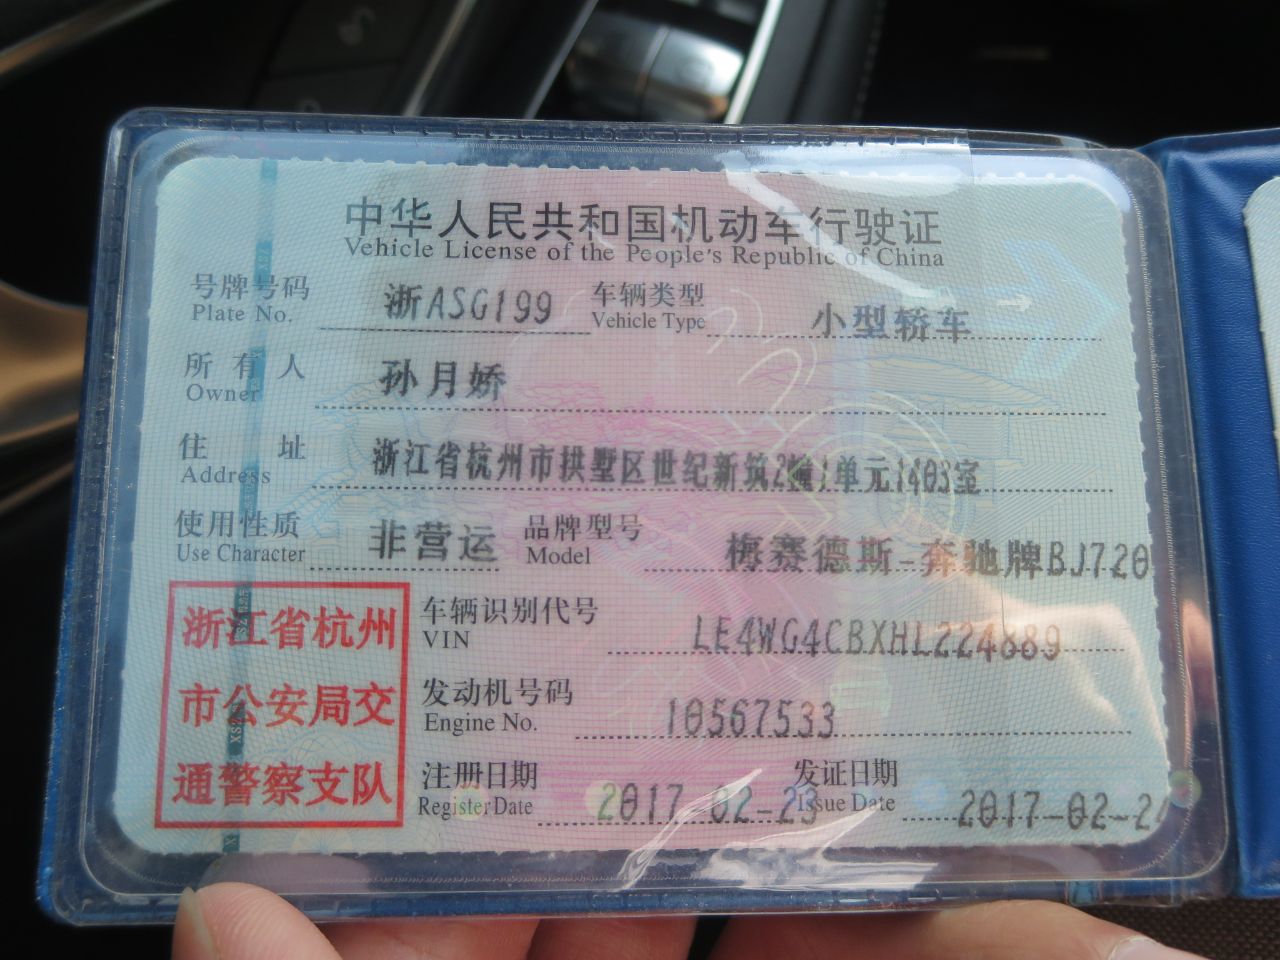 中华人民共和国机动车行驶证
Vehicle License of the People's Republic of China
号牌号码 浙ASG199 车辆类型 小型轿车
Plate No. Vehicle Type
所有人 孙月娇
Owner
住址 浙江省杭州市拱墅区世纪新筑2幢1单元1403室
Address
使用性质 非营运 品牌型号 梅赛德斯-奔驰牌BJ720
Use Character Model
浙江省杭州 车辆识别代号 LE4WG4CBXHL224889
VIN
市公安局交 发动机号码 10567533
Engine No.
通警察支队 注册日期 2017-02-23 发证日期 2017-02-2
Register Date Issue Date